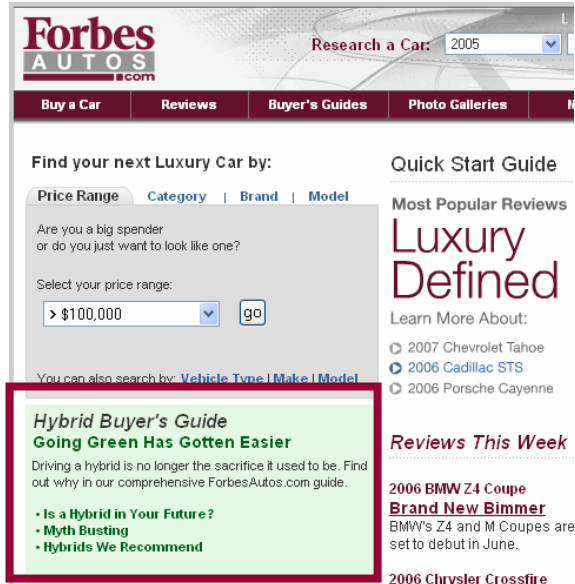 Forbes
AUTOS
.com
Research a Car: 2005
Buy a Car Reviews Buyer's Guides Photo Galleries
Find your next Luxury Car by:
Price Range Category | Brand | Model
Are you a big spender
or do you just want to look like one?
Select your price range:
> $100,000 go
You can also search by: Vehicle Type | Make | Model
Hybrid Buyer's Guide
Going Green Has Gotten Easier
Driving a hybrid is no longer the sacrifice it used to be. Find
out why in our comprehensive ForbesAutos.com guide.
• Is a Hybrid in Your Future?
• Myth Busting
• Hybrids We Recommend
Quick Start Guide
Most Popular Reviews
Luxury
Defined
Learn More About:
2007 Chevrolet Tahoe
2006 Cadillac STS
2006 Porsche Cayenne
Reviews This Week
2006 BMW Z4 Coupe
Brand New Bimmer
BMW's Z4 and M Coupes are
set to debut in June.
2006 Chrysler Crossfire